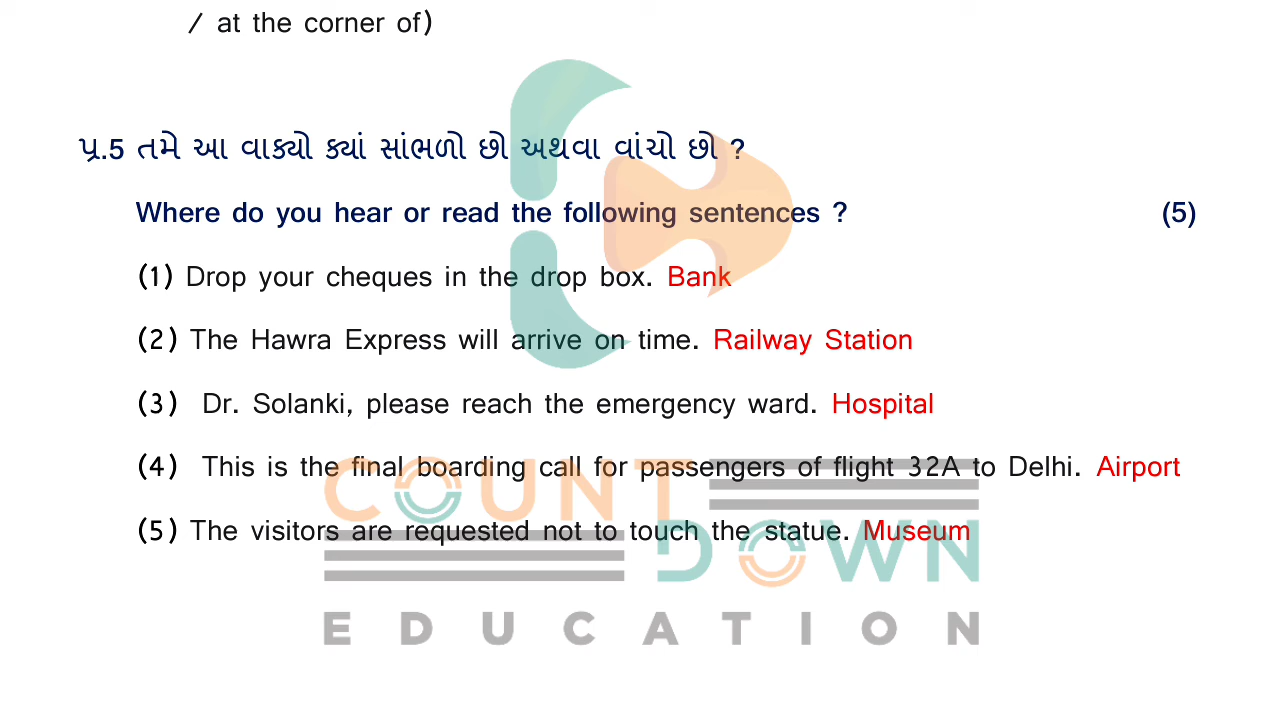 / at the corner of)
પ્ર.5 તમે આ વાક્યો ક્યાં સાંભળો છો અથવા વાંચો છો ?
Where do you hear or read the following sentences ? (5)
(1) Drop your cheques in the drop box. Bank
(2) The Hawra Express will arrive on time. Railway Station
(3) Dr. Solanki, please reach the emergency ward. Hospital
(4) This is the final boarding call for passengers of flight 32A to Delhi. Airport
(5) The visitors are requested not to touch the statue. Museum
COUNT
DOWN
EDUCATION